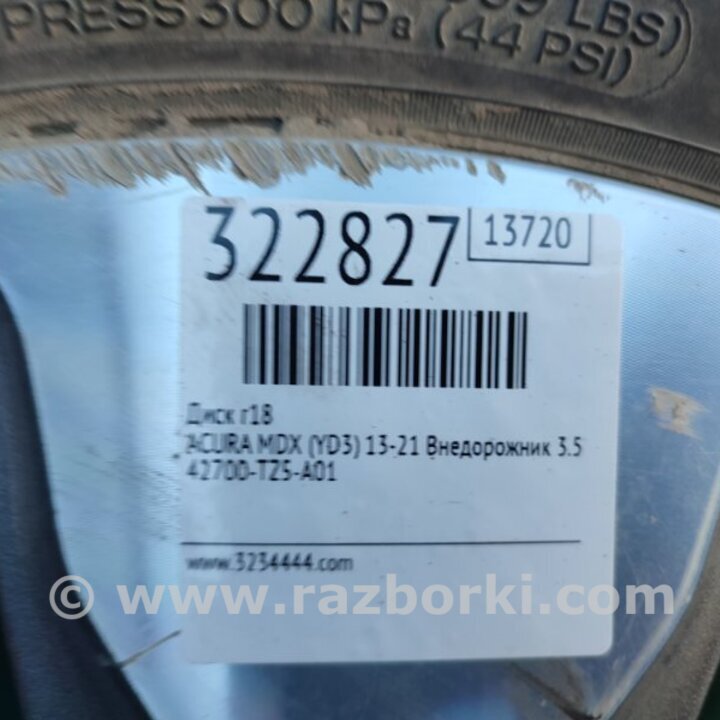 LBS)
PRESS 300 kPa (44 PSI)
322827
13720
Диск r18
ACURA MDX (YD3) 13-21 Внедорожник 3.5
42700-TZ5-A01
www.3234444.com
© www.razborki.com